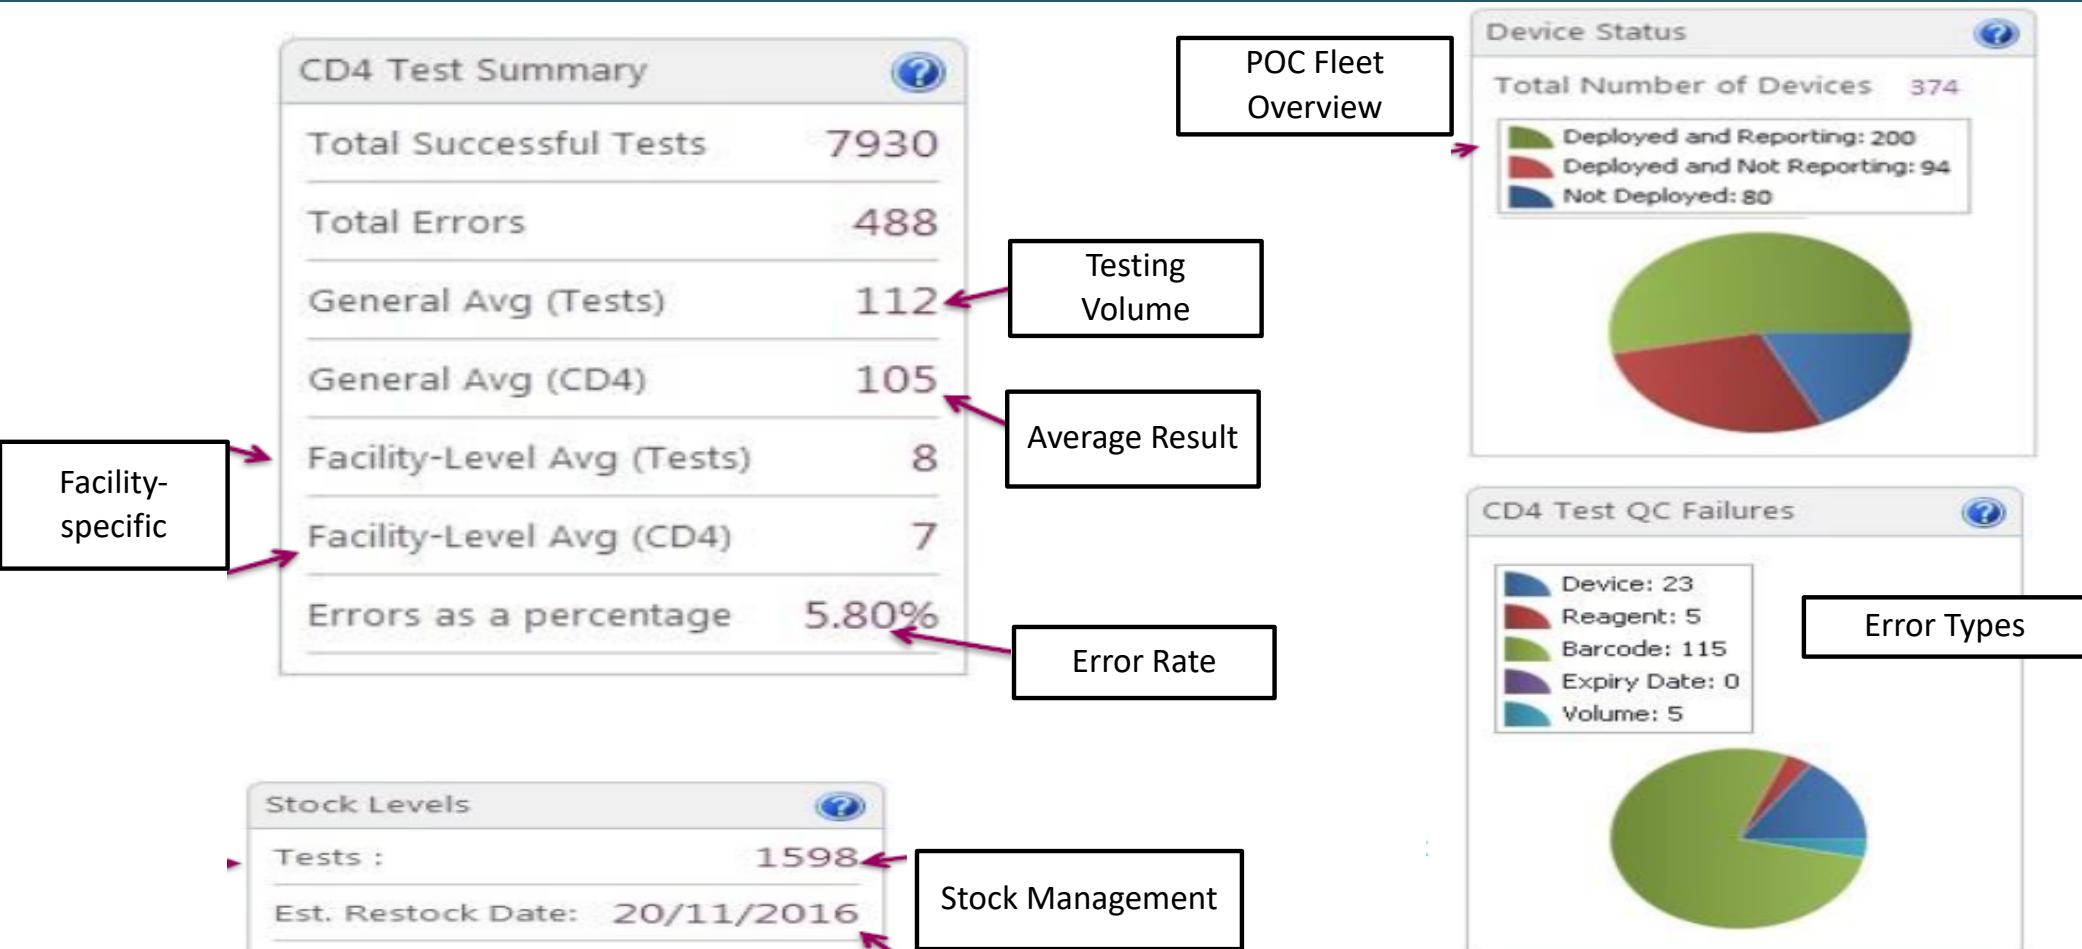 CD4 Test Summary
Total Successful Tests 7930
Total Errors 488
General Avg (Tests) 112
General Avg (CD4) 105
Facility-Level Avg (Tests) 8
Facility-Level Avg (CD4) 7
Errors as a percentage 5.80%
Facility-
specific
Testing
Volume
Average Result
Error Rate
Stock Levels
Tests : 1598
Est. Restock Date: 20/11/2016
Stock Management
POC Fleet
Overview
Device Status
Total Number of Devices 374
Deployed and Reporting: 200
Deployed and Not Reporting: 94
Not Deployed: 80
CD4 Test QC Failures
Device: 23
Reagent: 5
Barcode: 115
Expiry Date: 0
Volume: 5
Error Types